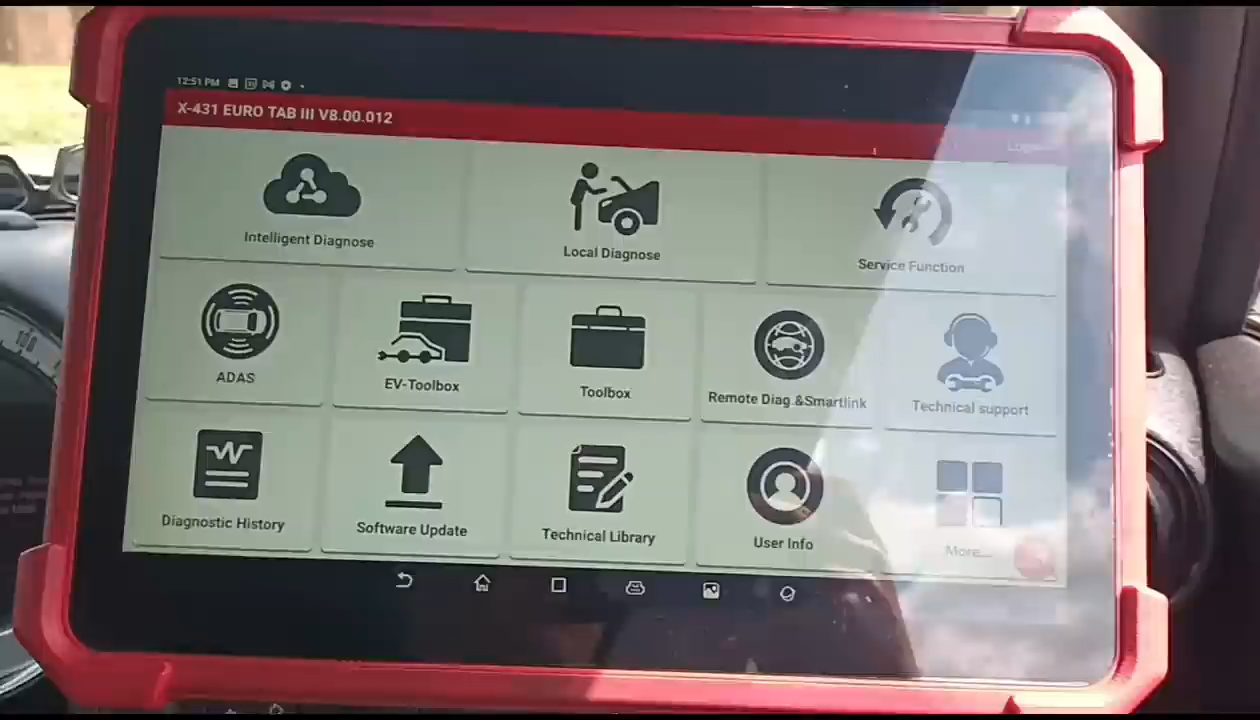 12:51 PM
X-431 EURO TAB III V8.00.012
Intelligent Diagnose
Local Diagnose
Service Function
ADAS
EV-Toolbox
Toolbox
Remote Diag.&Smartlink
Technical support
Diagnostic History
Software Update
Technical Library
User Info
More...
100